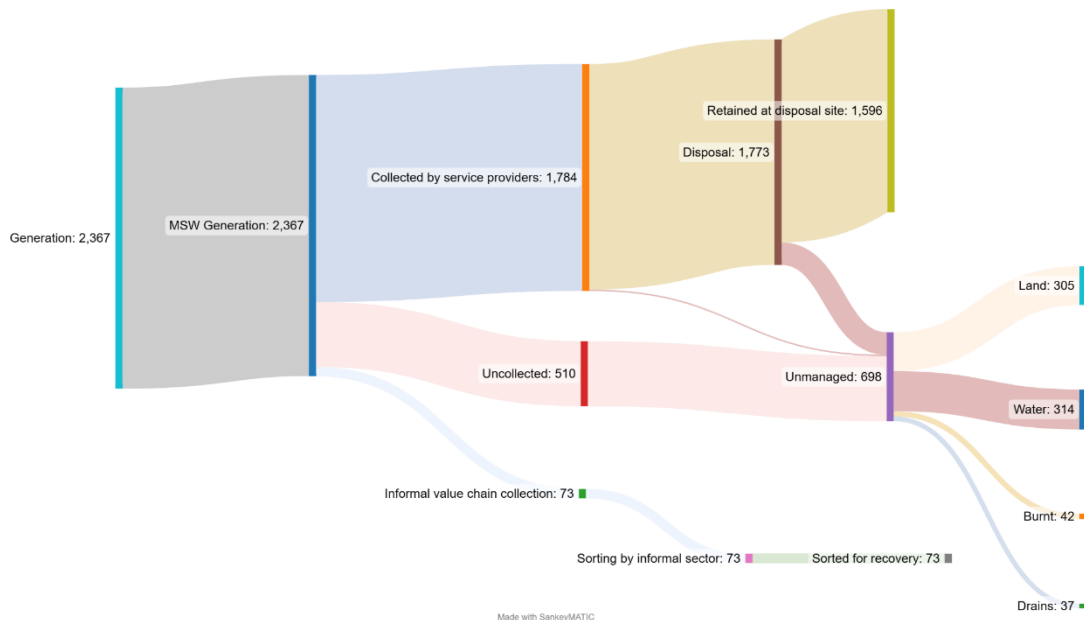 Retained at disposal site: 1,596
Disposal: 1,773
Collected by service providers: 1,784
MSW Generation: 2,367
Generation: 2,367
Land: 305
Uncollected: 510
Unmanaged: 698
Water: 314
Informal value chain collection: 73
Burnt: 42
Sorting by informal sector: 73
Sorted for recovery: 73
Drains: 37
Made with SankeyMATIC